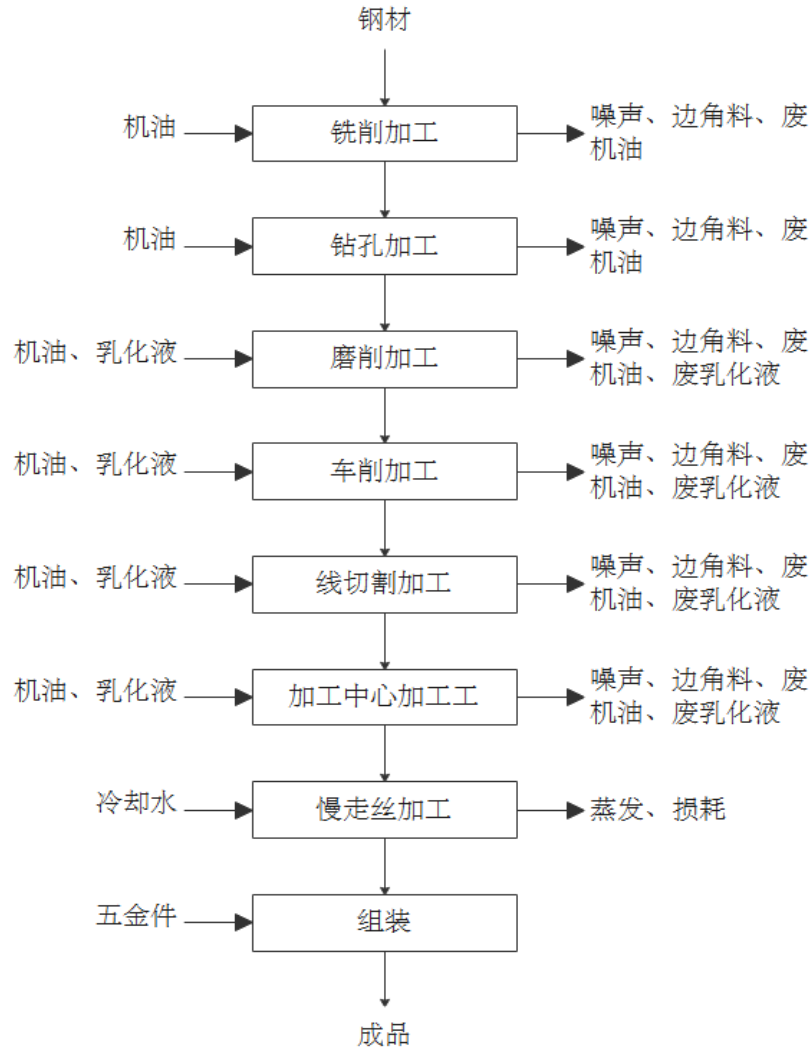 钢材
机油
铣削加工
噪声、边角料、废
机油
机油
钻孔加工
噪声、边角料、废
机油
机油、乳化液
磨削加工
噪声、边角料、废
机油、废乳化液
机油、乳化液
车削加工
噪声、边角料、废
机油、废乳化液
机油、乳化液
线切割加工
噪声、边角料、废
机油、废乳化液
机油、乳化液
加工中心加工工
噪声、边角料、废
机油、废乳化液
冷却水
慢走丝加工
蒸发、损耗
五金件
组装
成品